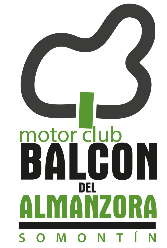 motor club
BALCON
DEL
ALMANZORA
SOMONTÍN